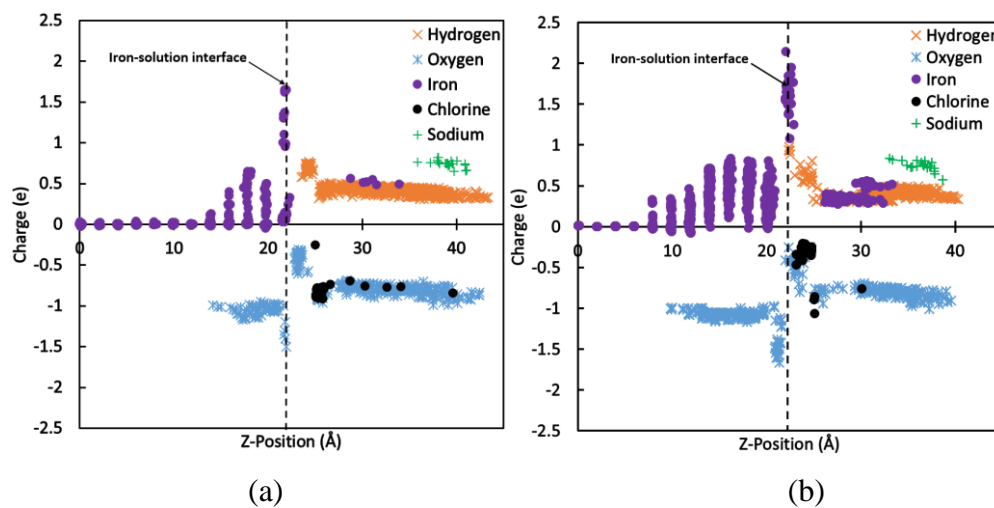 2.5
2
1.5
1
0.5
0
-0.5
-1
-1.5
-2
-2.5
0
10
20
30
40
Charge (e)
Z-Position (Å)
Iron-solution interface
Hydrogen
Oxygen
Iron
Chlorine
Sodium
(a)
2.5
2
1.5
1
0.5
0
-0.5
-1
-1.5
-2
-2.5
0
10
20
30
40
Charge (e)
Z-Position (Å)
Iron-solution interface
Hydrogen
Oxygen
Iron
Chlorine
Sodium
(b)